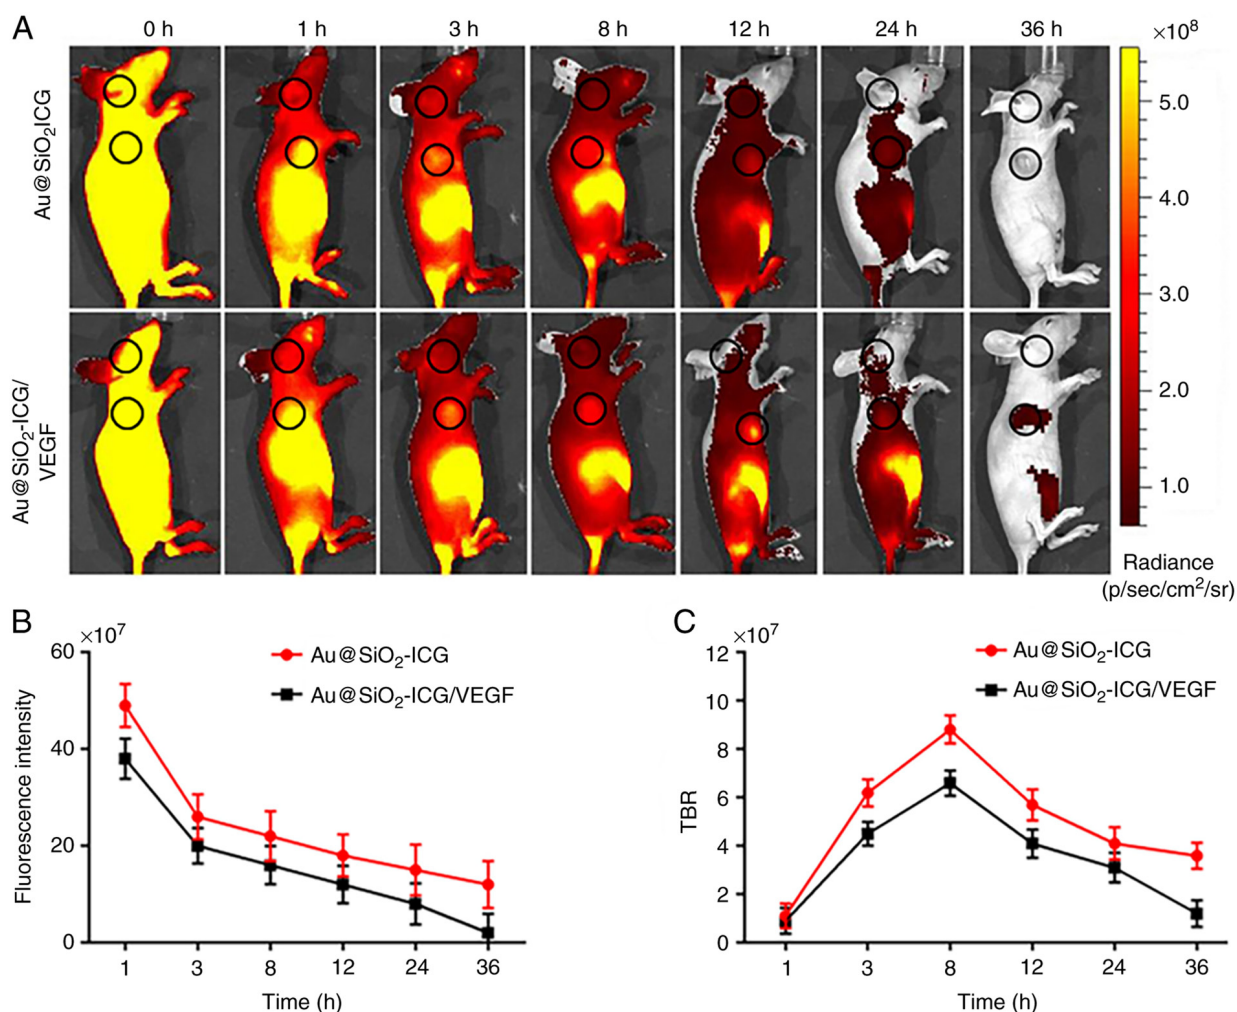 A
0 h 1 h 3 h 8 h 12 h 24 h 36 h
×10⁸
Au@SiO₂ICG
Au@SiO₂-ICG/
VEGF
5.0
4.0
3.0
2.0
1.0
Radiance
(p/sec/cm²/sr)
B
×10⁷
60
40
20
0
Fluorescence intensity
Au@SiO₂-ICG
Au@SiO₂-ICG/VEGF
1 3 8 12 24 36
Time (h)
C
×10⁷
12
10
8
6
4
2
0
TBR
Au@SiO₂-ICG
Au@SiO₂-ICG/VEGF
1 3 8 12 24 36
Time (h)